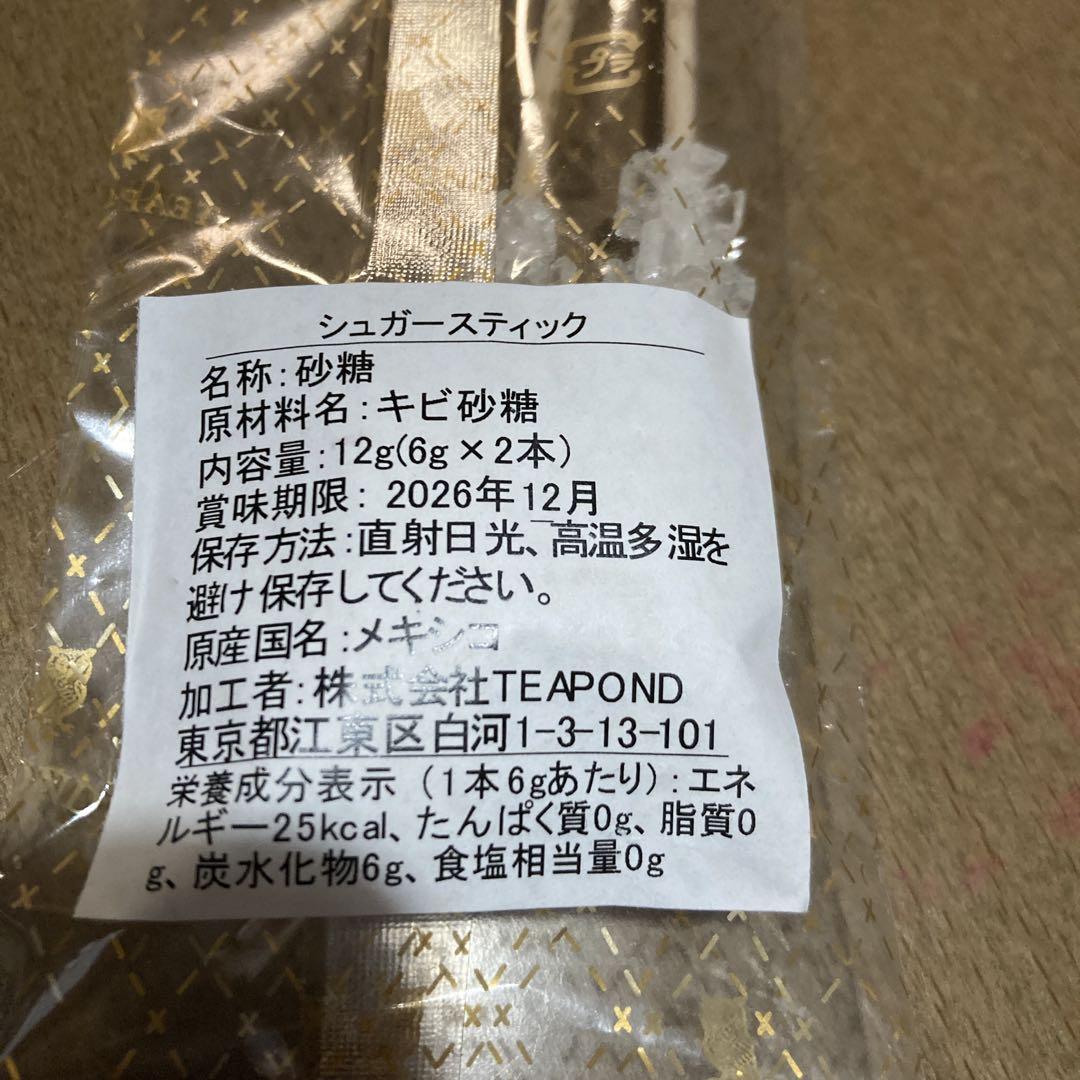 プラ
シュガースティック
名称:砂糖
原材料名:キビ砂糖
内容量:12g(6g×2本)
賞味期限: 2026年12月
保存方法:直射日光、高温多湿を
避け保存してください。
原産国名:メキシコ
加工者:株式会社TEAPOND
東京都江東区白河1-3-13-101
栄養成分表示(1本6gあたり):エネ
ルギー25kcal、たんぱく質0g、脂質0
g、炭水化物6g、食塩相当量0g